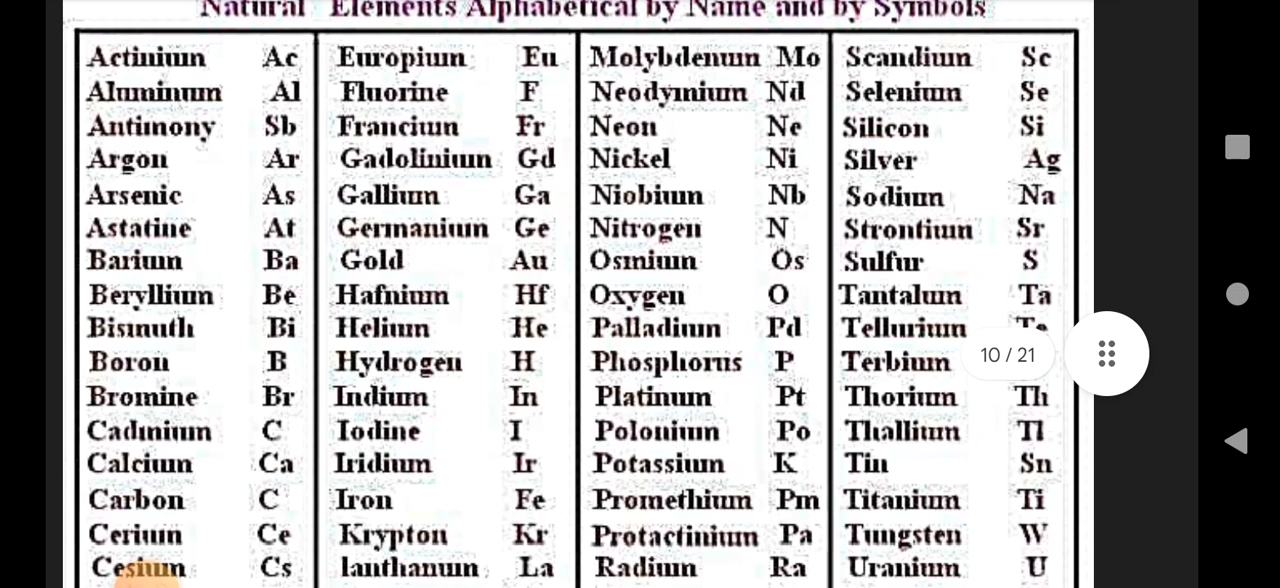 Natural Elements Alphabetical by Name and by Symbols
Actinium Ac Europium Eu Molybdenum Mo Scandium Sc
Aluminum Al Fluorine F Neodymium Nd Selenium Se
Antimony Sb Francium Fr Neon Ne Silicon Si
Argon Ar Gadolinium Gd Nickel Ni Silver Ag
Arsenic As Gallium Ga Niobium Nb Sodium Na
Astatine At Germanium Ge Nitrogen N Strontium Sr
Barium Ba Gold Au Osmium Os Sulfur S
Beryllium Be Hafnium Hf Oxygen O Tantalum Ta
Bismuth Bi Helium He Palladium Pd Tellurium
Boron B Hydrogen H Phosphorus P Terbium
10 / 21
Bromine Br Indium In Platinum Pt Thorium Th
Cadmium C Iodine I Polonium Po Thallium Tl
Calcium Ca Iridium Ir Potassium K Tin Sn
Carbon C Iron Fe Promethium Pm Titanium Ti
Cerium Ce Krypton Kr Protactinium Pa Tungsten W
Cesium Cs lanthanum La Radium Ra Uranium U